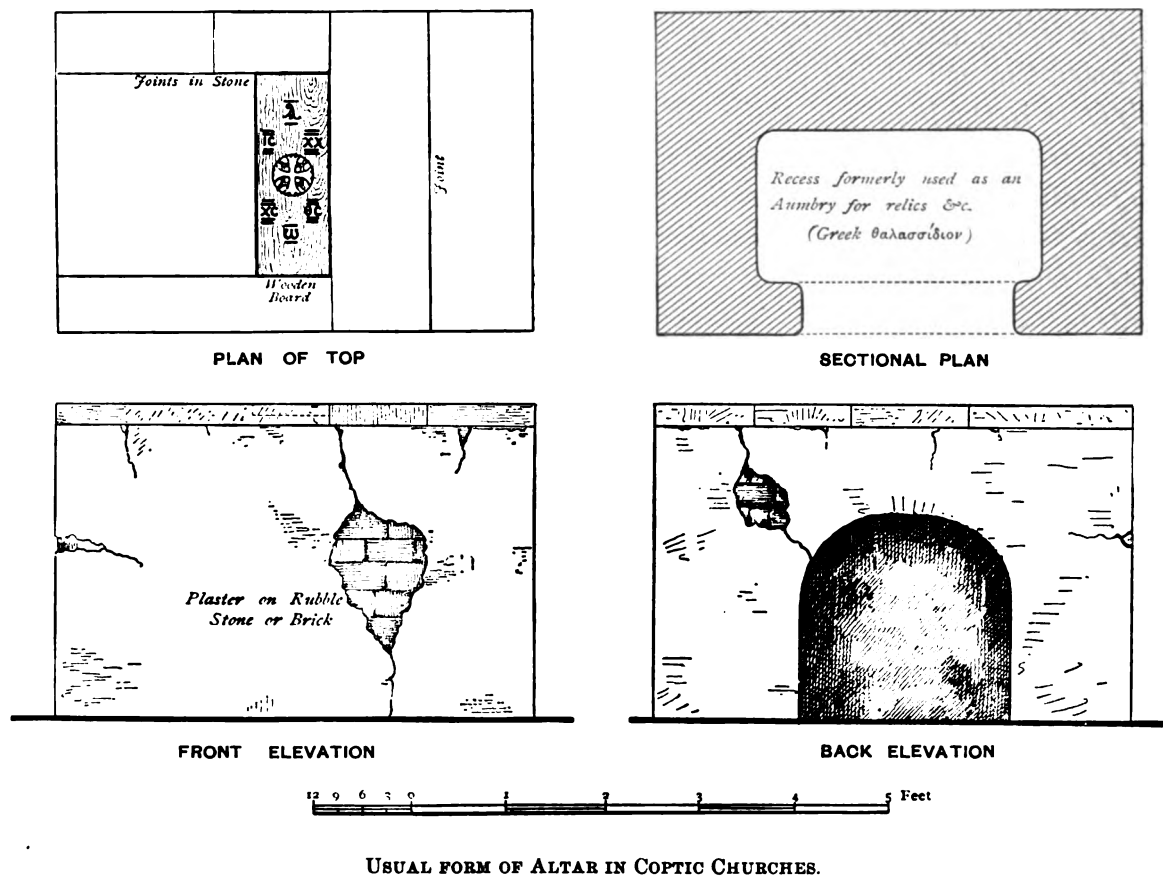 Joints in Stone
Joint
Wooden
Board
PLAN OF TOP
Recess formerly used as an
Aumbry for relics &c.
(Greek θαλασσίδιον)
SECTIONAL PLAN
Plaster on Rubble
Stone or Brick
FRONT ELEVATION
BACK ELEVATION
12 9 6 3 0 1 2 3 4 5 Feet
USUAL FORM OF ALTAR IN COPTIC CHURCHES.